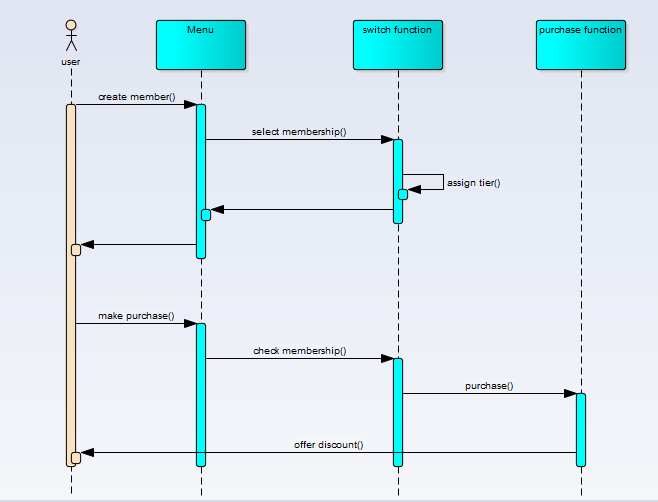 Menu
switch function
purchase function
user
create member()
select membership()
assign tier()
make purchase()
check membership()
purchase()
offer discount()